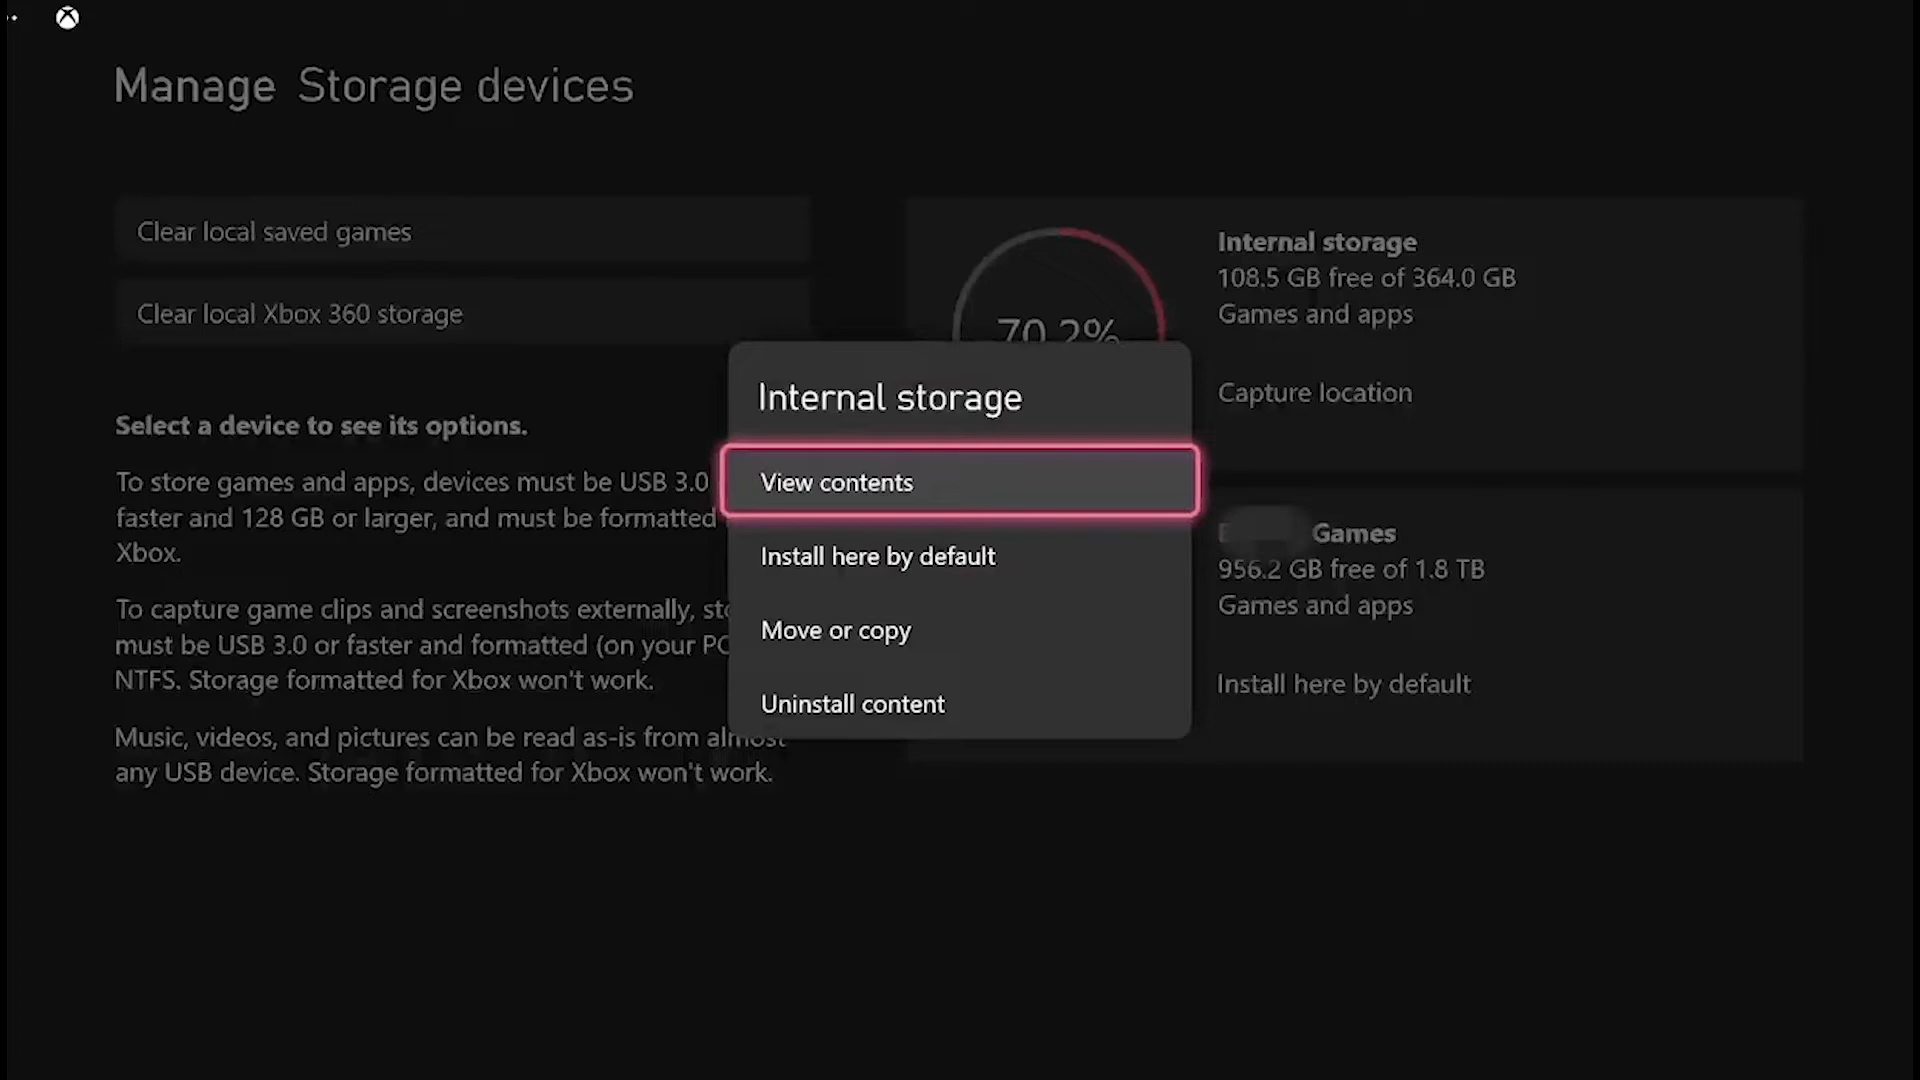 Manage Storage devices
Clear local saved games
Clear local Xbox 360 storage
Select a device to see its options.
To store games and apps, devices must be USB 3.0
faster and 128 GB or larger, and must be formatted
Xbox.
To capture game clips and screenshots externally,
must be USB 3.0 or faster and formatted (on your PC
NTFS. Storage formatted for Xbox won't work.
Music, videos, and pictures can be read as-is from almost
any USB device. Storage formatted for Xbox won't work.
70.2%
Internal storage
108.5 GB free of 364.0 GB
Games and apps
Capture location
Internal storage
View contents
Install here by default
Move or copy
Uninstall content
Games
956.2 GB free of 1.8 TB
Games and apps
Install here by default